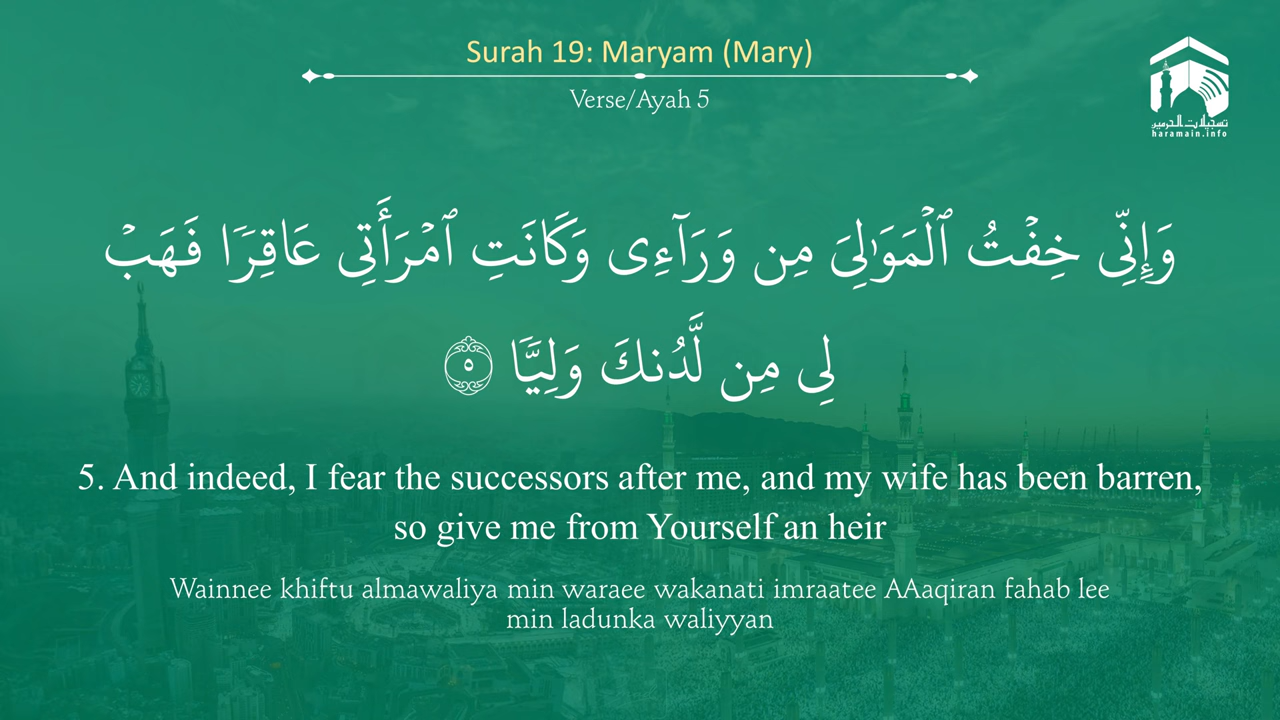 Surah 19: Maryam (Mary)
Verse/Ayah 5
تسجيلات الحرمين
haramain.info
وَإِنِّى خِفۡتُ ٱلۡمَوَٰلِىَ مِن وَرَآءِى وَكَانَتِ ٱمۡرَأَتِى عَاقِرٗا فَهَبۡ
لِى مِن لَّدُنكَ وَلِيّٗا ٥
5. And indeed, I fear the successors after me, and my wife has been barren,
so give me from Yourself an heir
Wainnee khiftu almawaliya min waraee wakanati imraatee AAaqiran fahab lee
min ladunka waliyyan